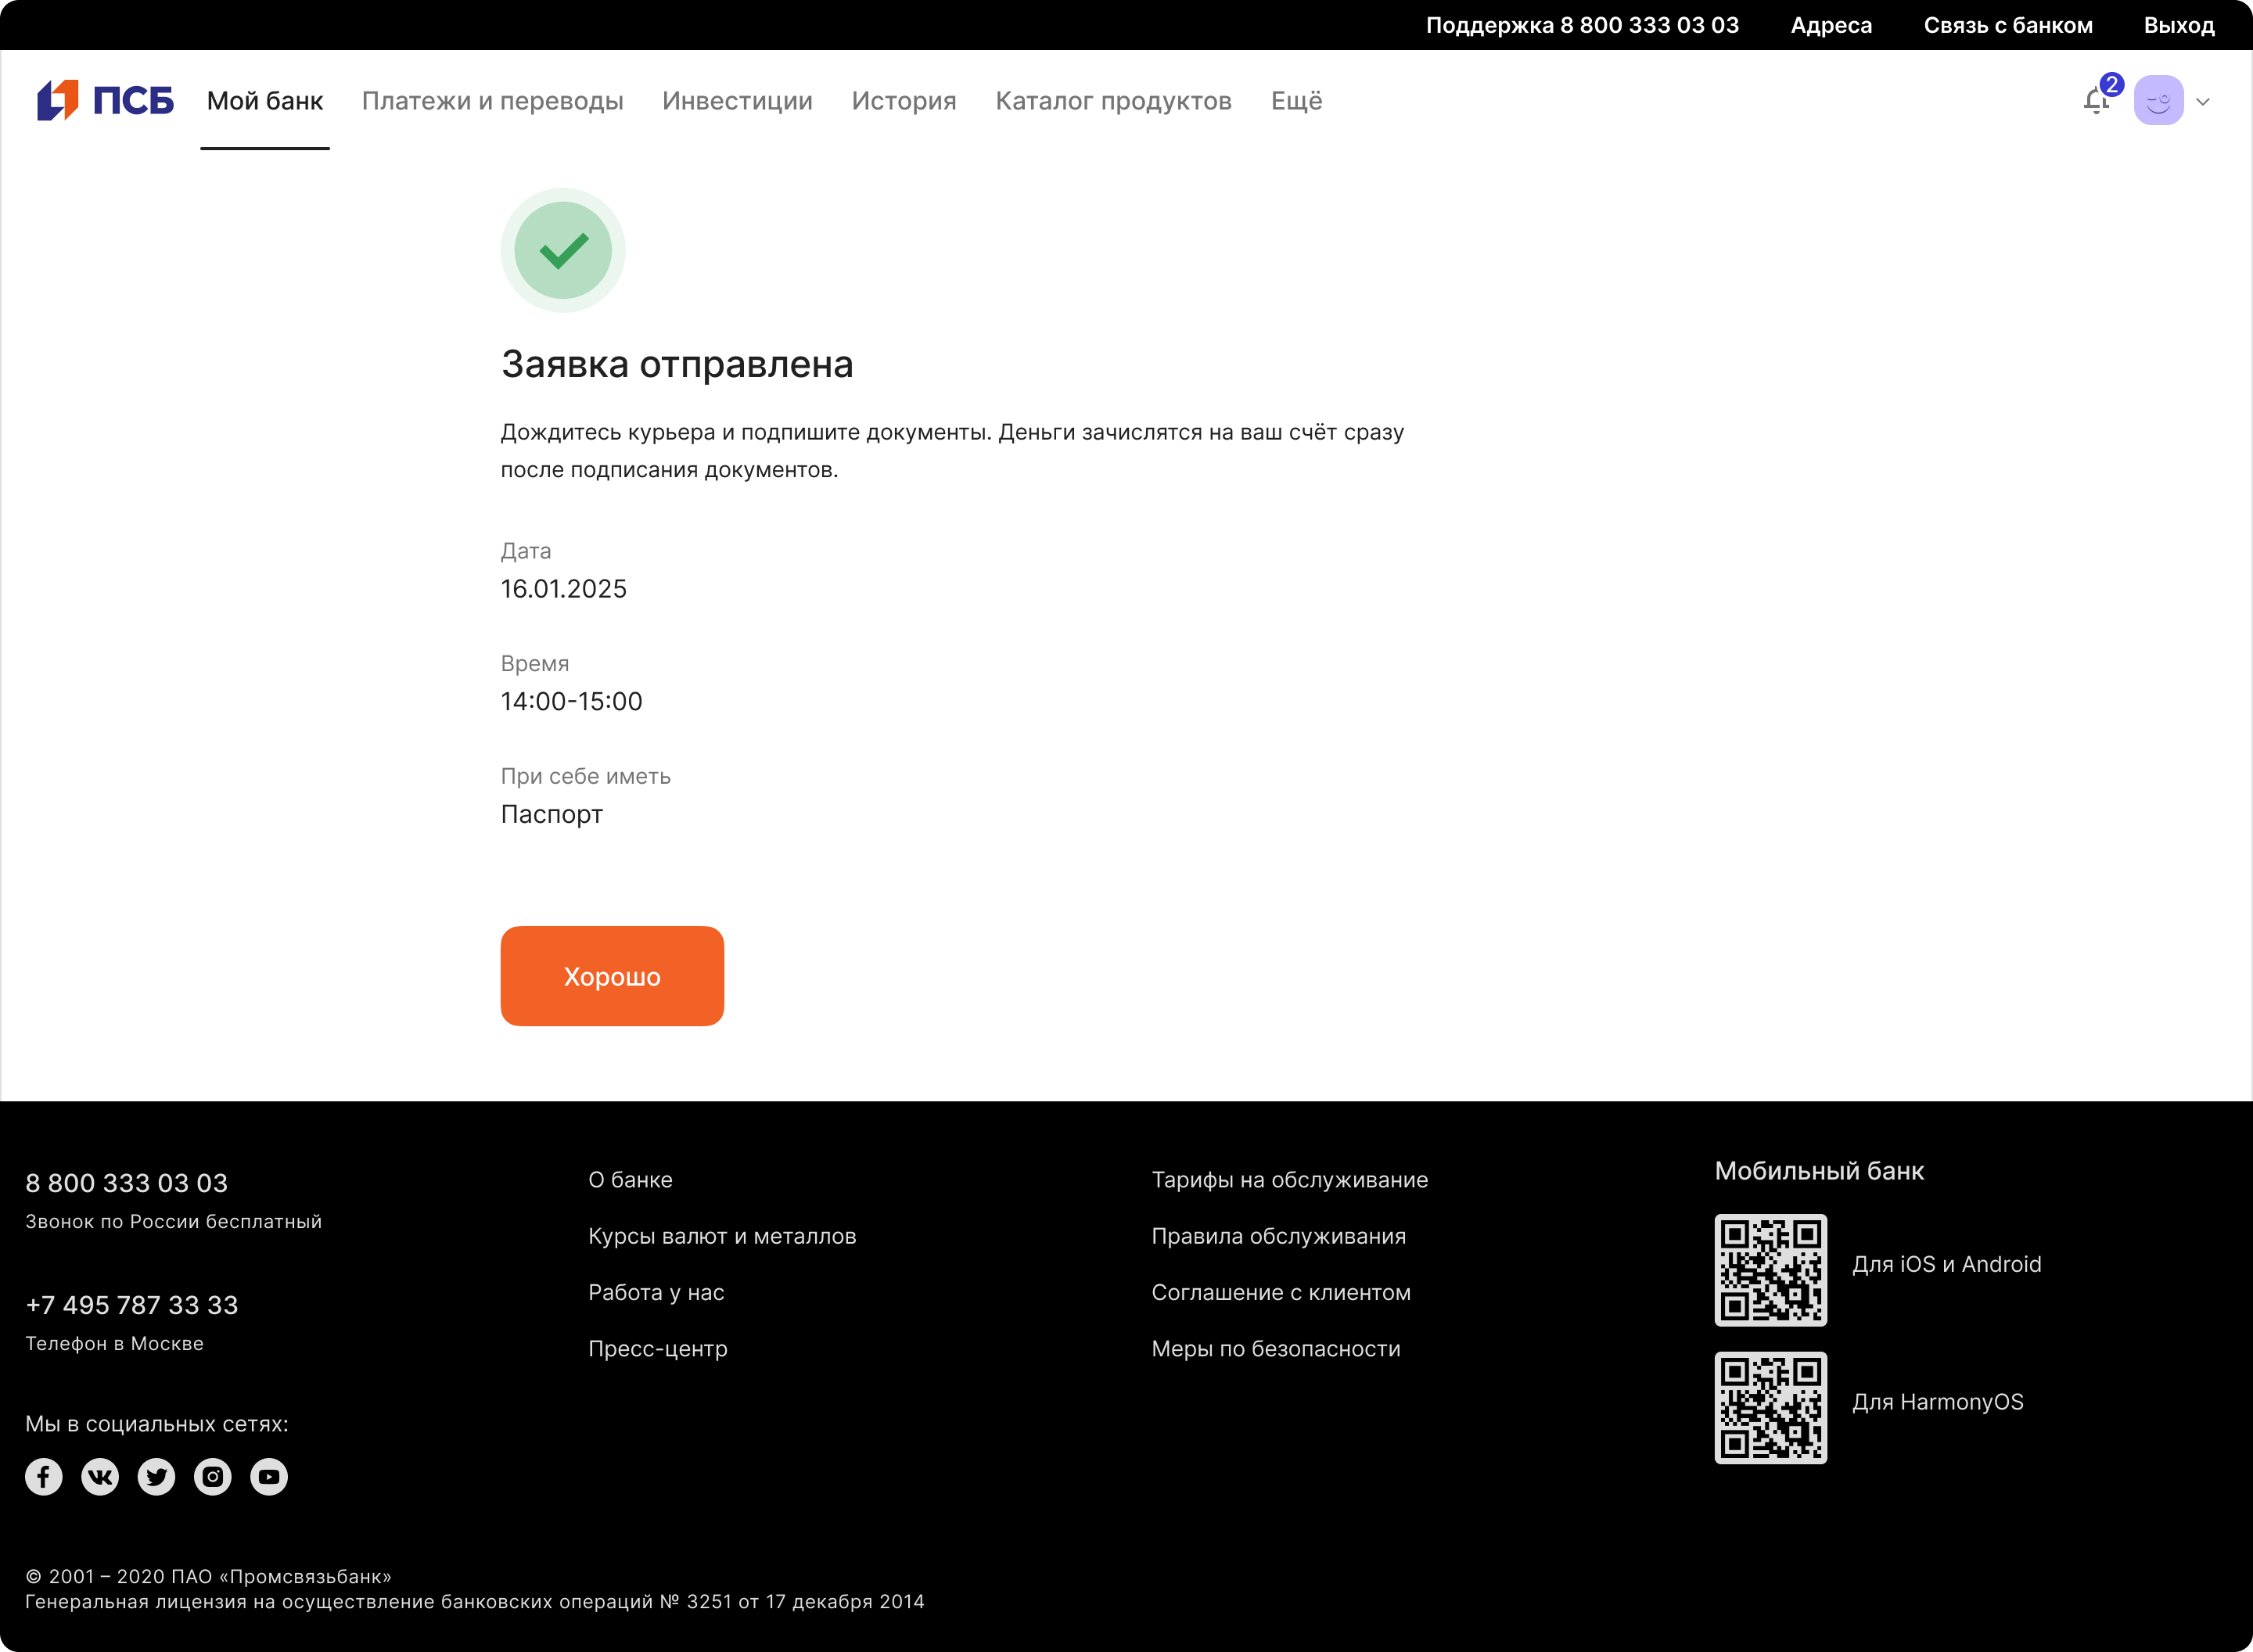 Поддержка 8 800 333 03 03 Адреса Связь с банком Выход
ПСБ Мой банк Платежи и переводы Инвестиции История Каталог продуктов Ещё 2
Заявка отправлена
Дождитесь курьера и подпишите документы. Деньги зачислятся на ваш счёт сразу
после подписания документов.
Дата
16.01.2025
Время
14:00-15:00
При себе иметь
Паспорт
Хорошо
8 800 333 03 03
Звонок по России бесплатный
+7 495 787 33 33
Телефон в Москве
Мы в социальных сетях:
О банке
Курсы валют и металлов
Работа у нас
Пресс-центр
Тарифы на обслуживание
Правила обслуживания
Соглашение с клиентом
Меры по безопасности
Мобильный банк
Для iOS и Android
Для HarmonyOS
© 2001 – 2020 ПАО «Промсвязьбанк»
Генеральная лицензия на осуществление банковских операций № 3251 от 17 декабря 2014